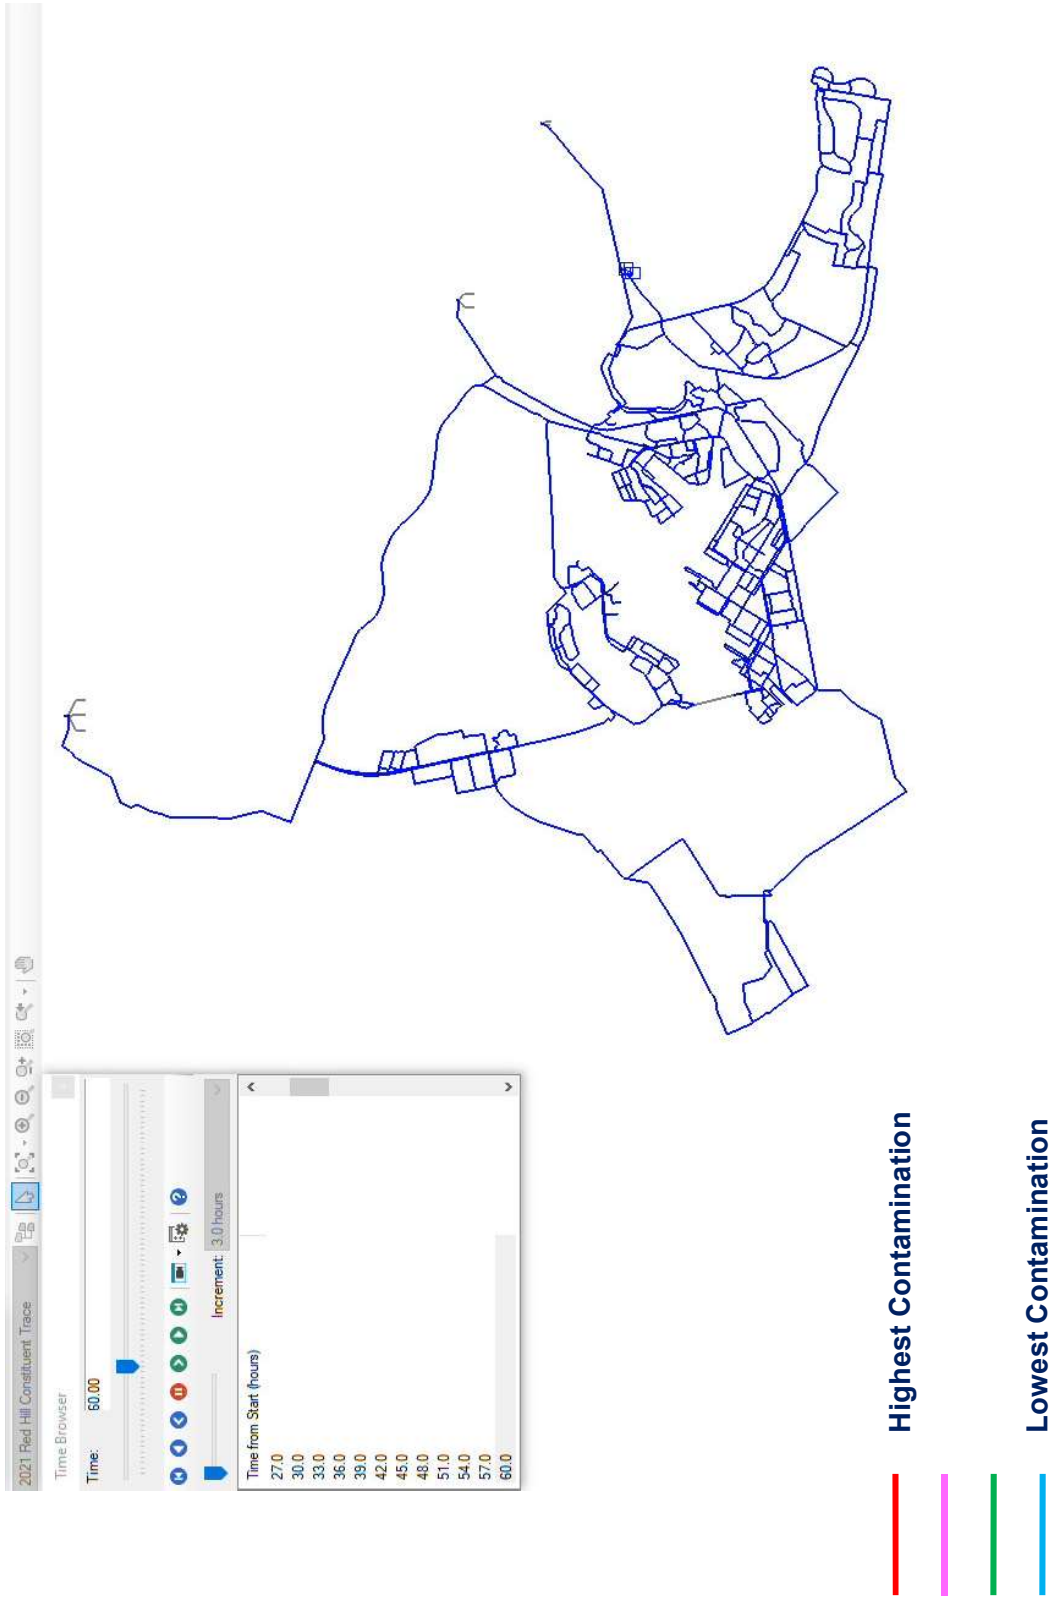 2021 Red Hill Constituent Trace
Time Browser
Time: 60.00
Increment: 3.0 hours
Time from Start (hours)
27.0
30.0
33.0
36.0
39.0
42.0
45.0
48.0
51.0
54.0
57.0
60.0
Highest Contamination
Lowest Contamination